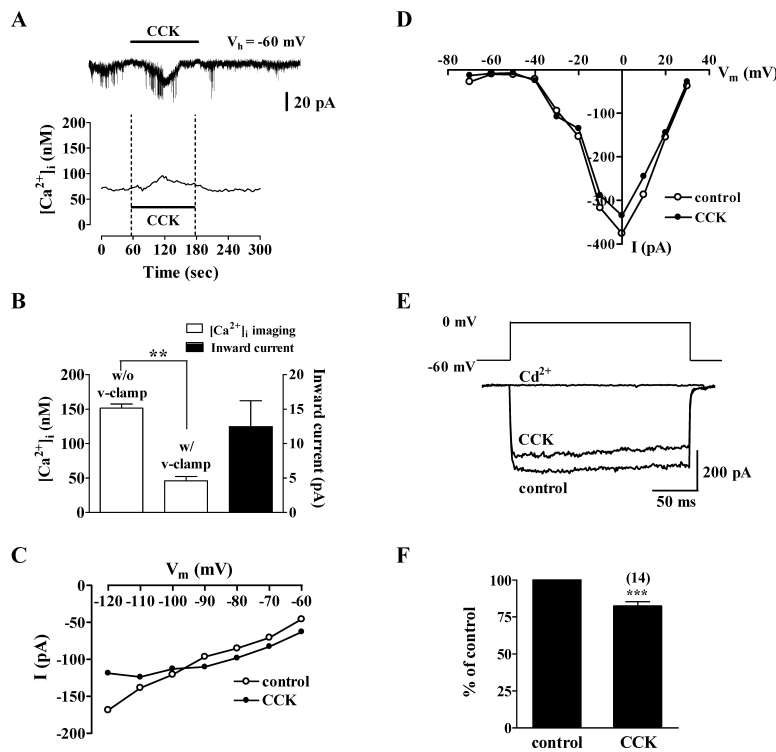 A
CCK
Vh = -60 mV
20 pA
[Ca2+]i (nM)
200
150
100
50
0
CCK
0 60 120 180 240 300
Time (sec)
B
[Ca2+]i imaging
Inward current
**
w/o
v-clamp
w/
v-clamp
[Ca2+]i (nM)
200
150
100
50
0
20
15
10
5
0
Inward
current (pA)
C
Vm (mV)
-120 -110 -100 -90 -80 -70 -60
0
-50
-100
-150
-200
I (pA)
control
CCK
D
-80 -60 -40 -20 0 20 40
Vm (mV)
-100
-200
-300
-400
I (pA)
control
CCK
E
0 mV
-60 mV
Cd2+
CCK
control
200 pA
50 ms
F
(14)
***
% of control
100
75
50
25
0
control CCK